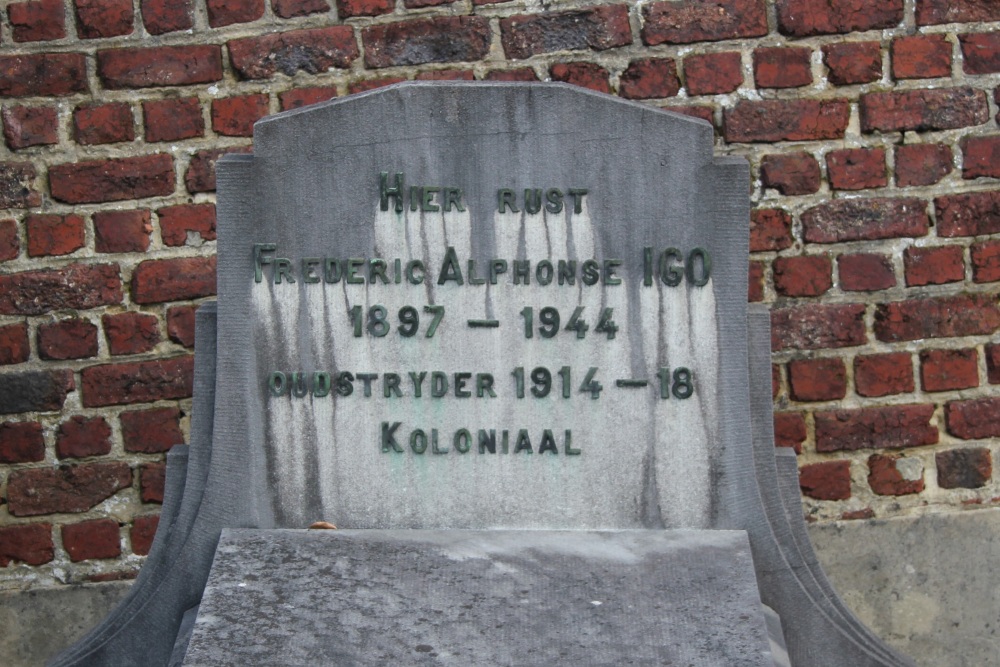 Hier rust
Frederic Alphonse IGO
1897 – 1944
oudstryder 1914 – 18
Koloniaal